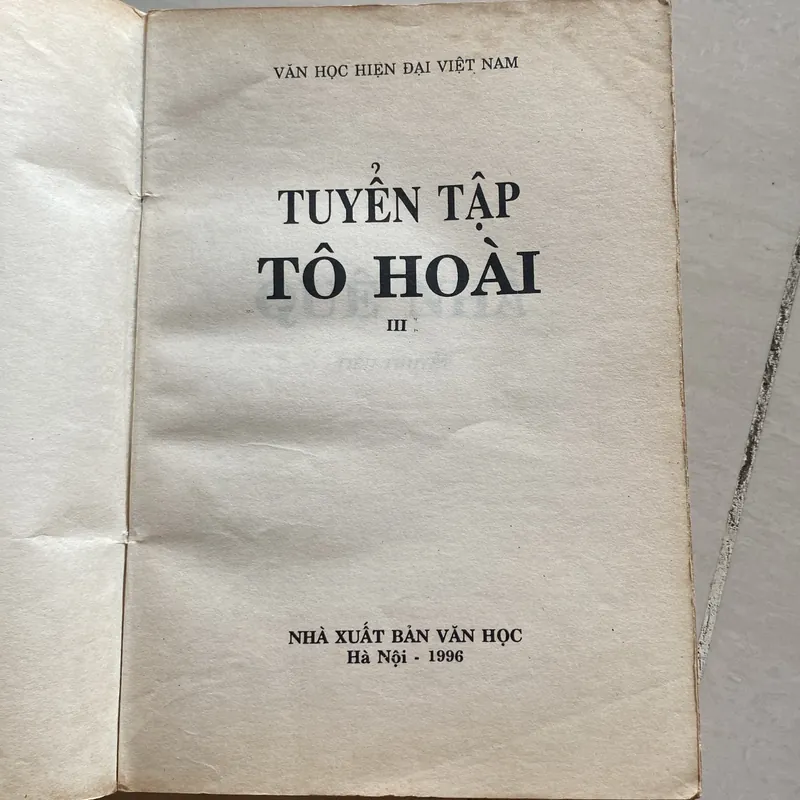 VĂN HỌC HIỆN ĐẠI VIỆT NAM
TUYỂN TẬP
TÔ HOÀI
III
NHÀ XUẤT BẢN VĂN HỌC
Hà Nội - 1996